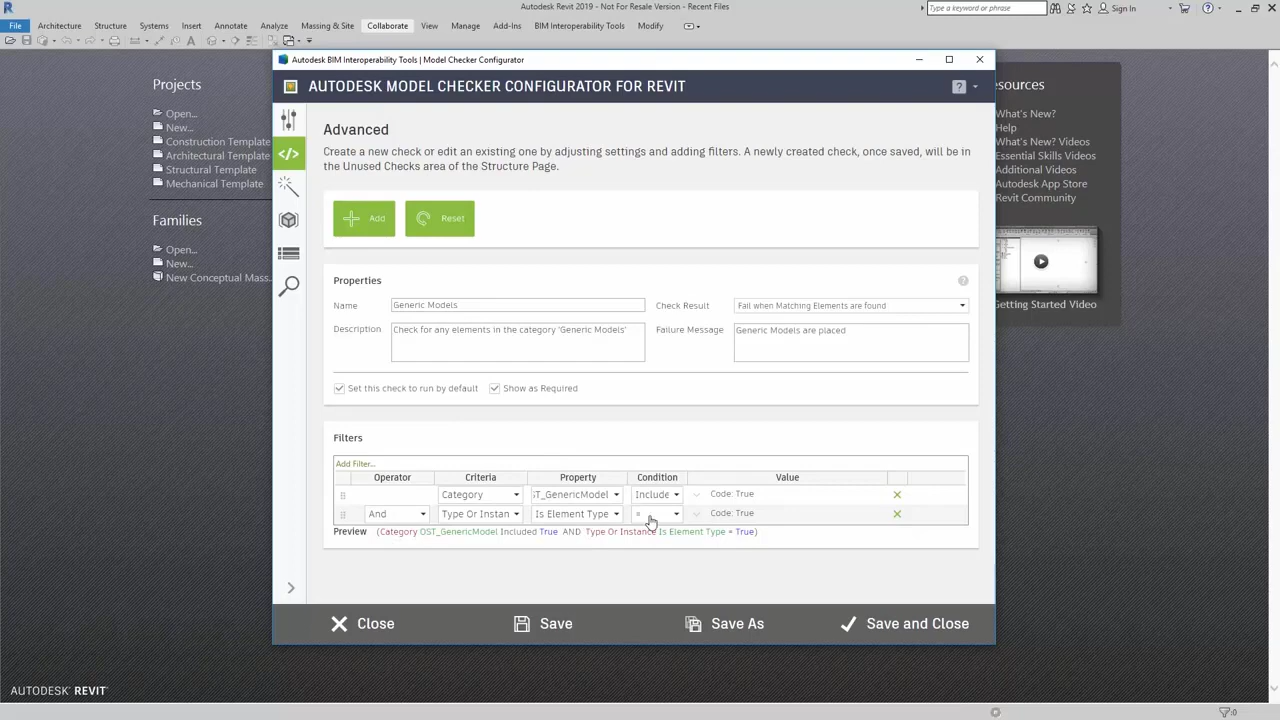 Autodesk Revit 2019 - Not For Resale Version - Recent Files
Type a keyword or phrase
Sign In
File Architecture Structure Systems Insert Annotate Analyze Massing & Site Collaborate View Manage Add-Ins BIM Interoperability Tools Modify
Projects
Open...
New...
Construction Template
Architectural Template
Structural Template
Mechanical Template
Families
Open...
New...
New Conceptual Mass...
Autodesk BIM Interoperability Tools | Model Checker Configurator
AUTODESK MODEL CHECKER CONFIGURATOR FOR REVIT
?
Advanced
Create a new check or edit an existing one by adjusting settings and adding filters. A newly created check, once saved, will be in
the Unused Checks area of the Structure Page.
Add Reset
Properties
Name Generic Models Check Result Fail when Matching Elements are found
Description Check for any elements in the category 'Generic Models' Failure Message Generic Models are placed
Set this check to run by default Show as Required
Filters
Add Filter...
Operator Criteria Property Condition Value
Category ST_GenericModel Include Code: True
And Type Or Instan Is Element Type = Code: True
Preview (Category OST_GenericModel Included True AND Type Or Instance Is Element Type = True)
Close Save Save As Save and Close
esources
What's New?
Help
What's New? Videos
Essential Skills Videos
Additional Videos
Autodesk App Store
Revit Community
Getting Started Video
AUTODESK® REVIT®
:0